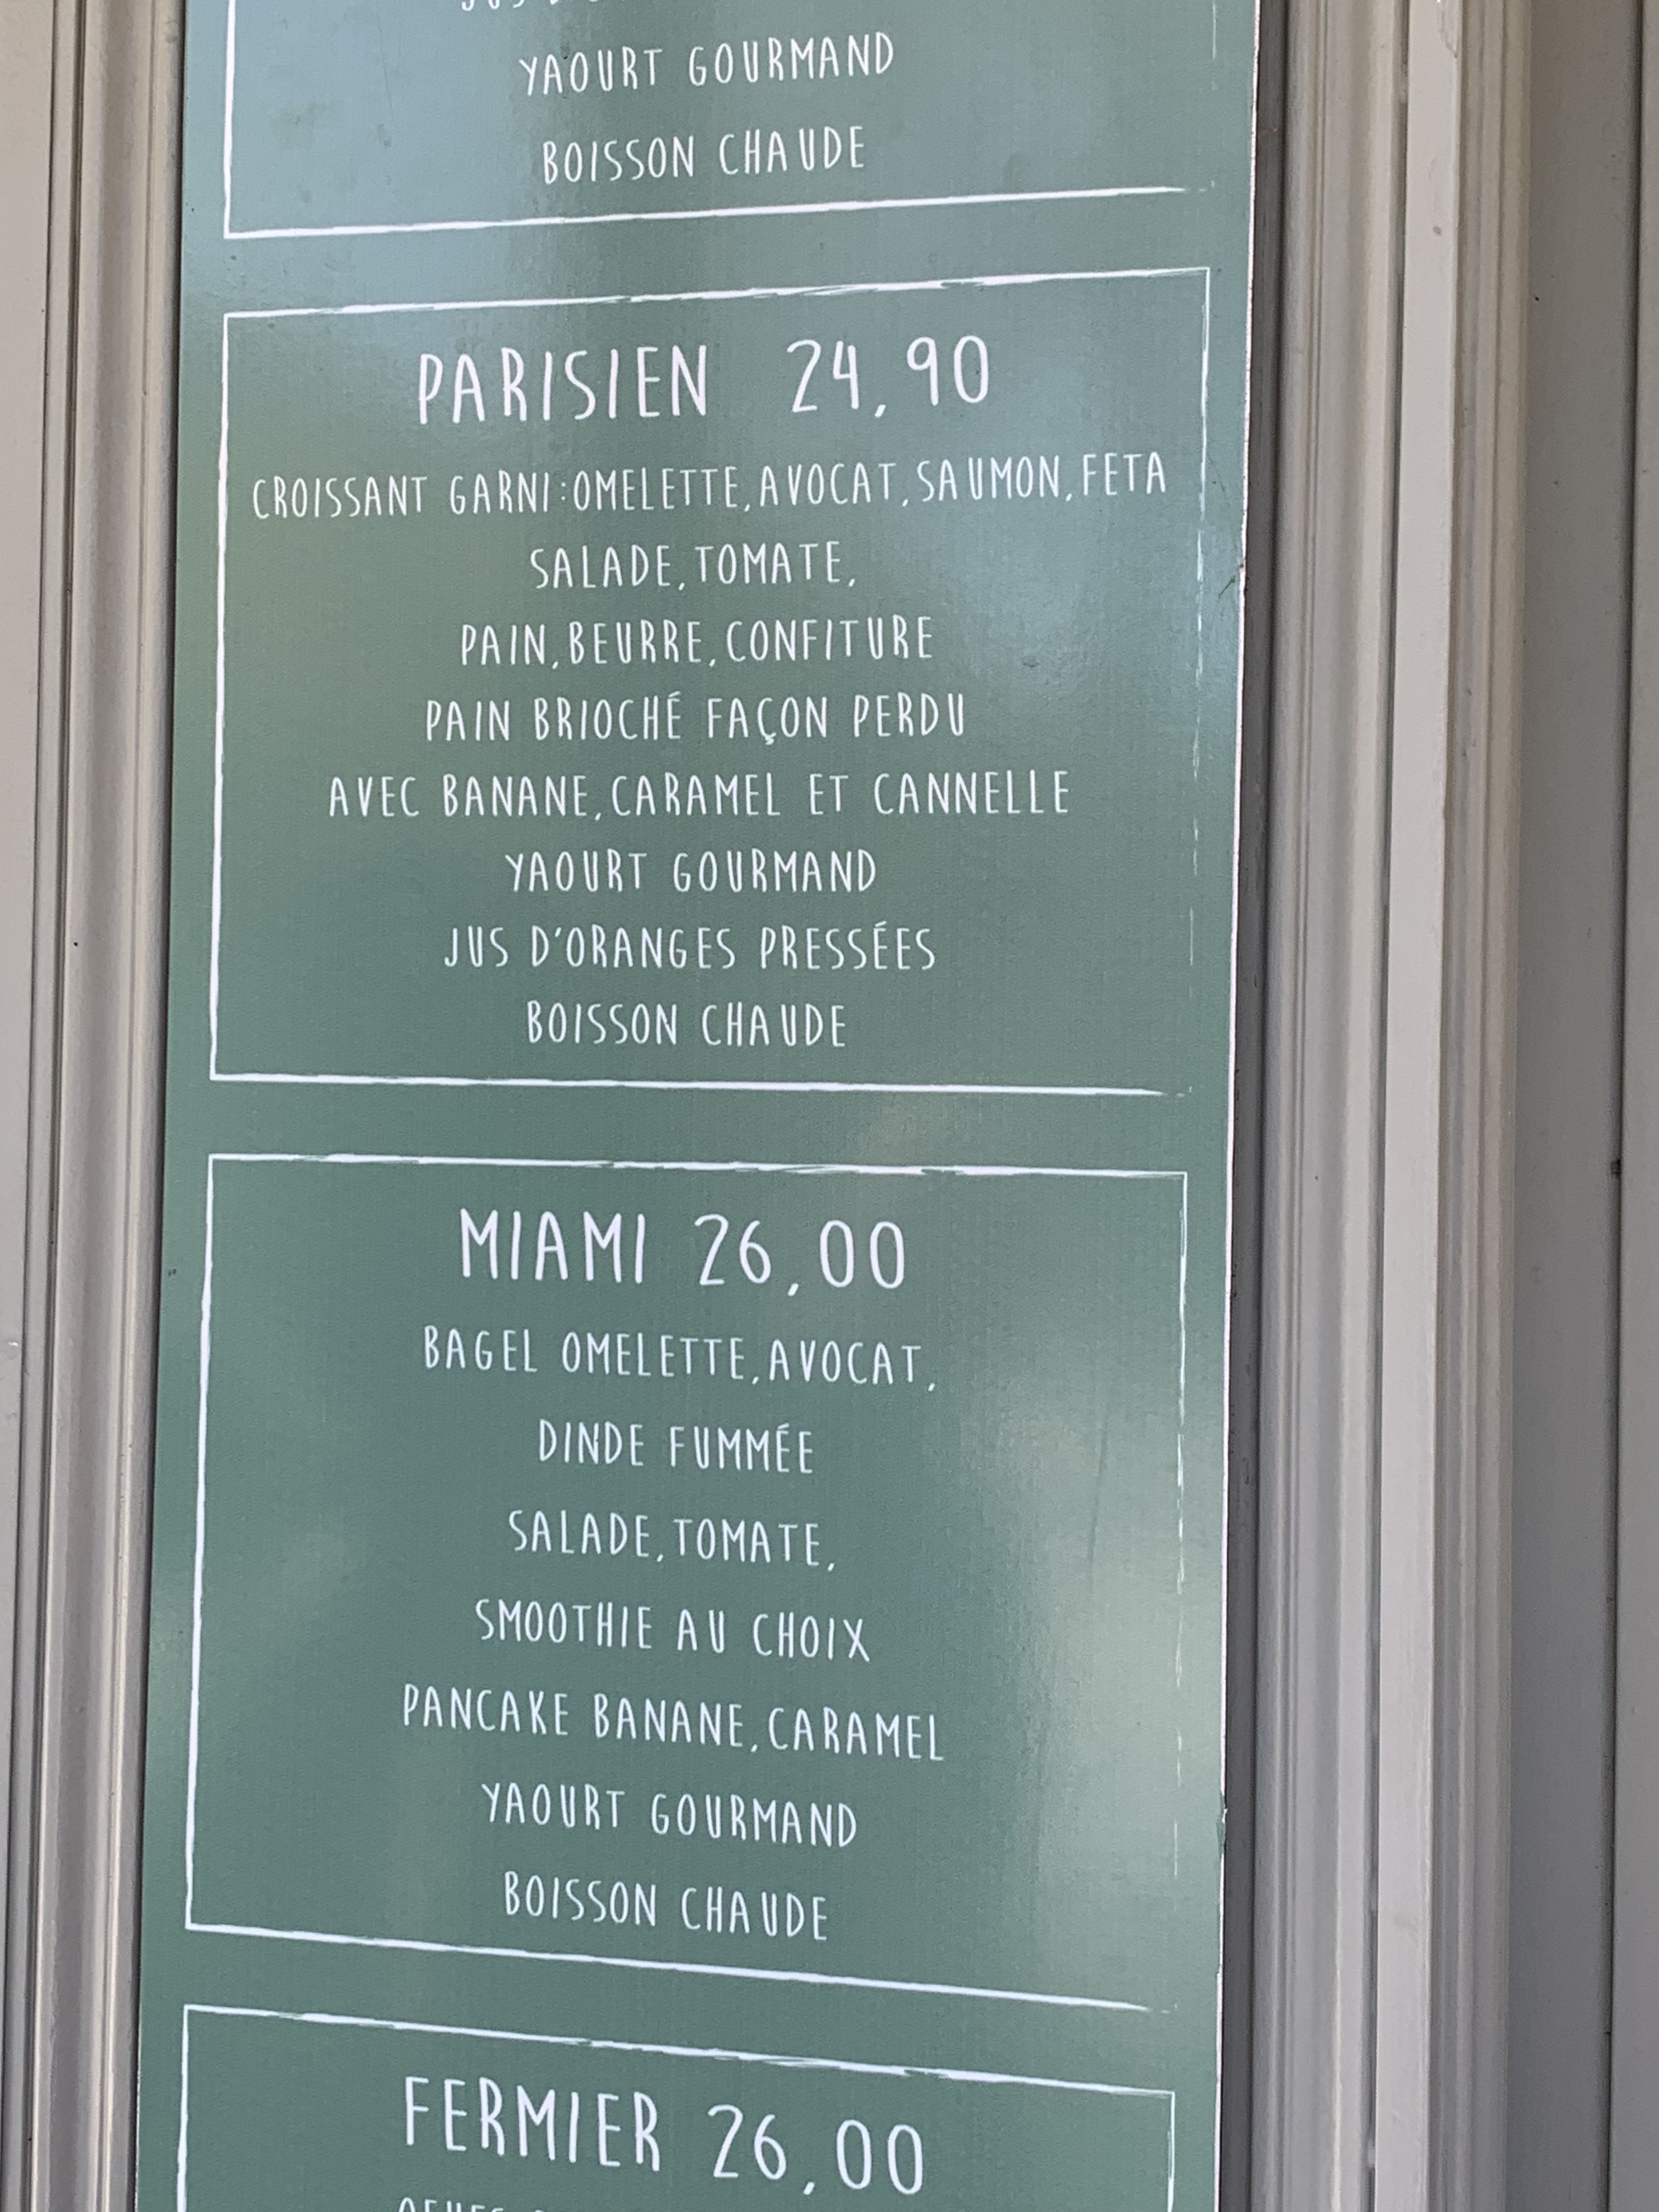 YAOURT GOURMAND
BOISSON CHAUDE
PARISIEN 24,90
CROISSANT GARNI:OMELETTE,AVOCAT,SAUMON,FETA
SALADE,TOMATE,
PAIN,BEURRE,CONFITURE
PAIN BRIOCHÉ FAÇON PERDU
AVEC BANANE,CARAMEL ET CANNELLE
YAOURT GOURMAND
JUS D'ORANGES PRESSÉES
BOISSON CHAUDE
MIAMI 26,00
BAGEL OMELETTE,AVOCAT,
DINDE FUMMÉE
SALADE,TOMATE,
SMOOTHIE AU CHOIX
PANCAKE BANANE,CARAMEL
YAOURT GOURMAND
BOISSON CHAUDE
FERMIER 26,00